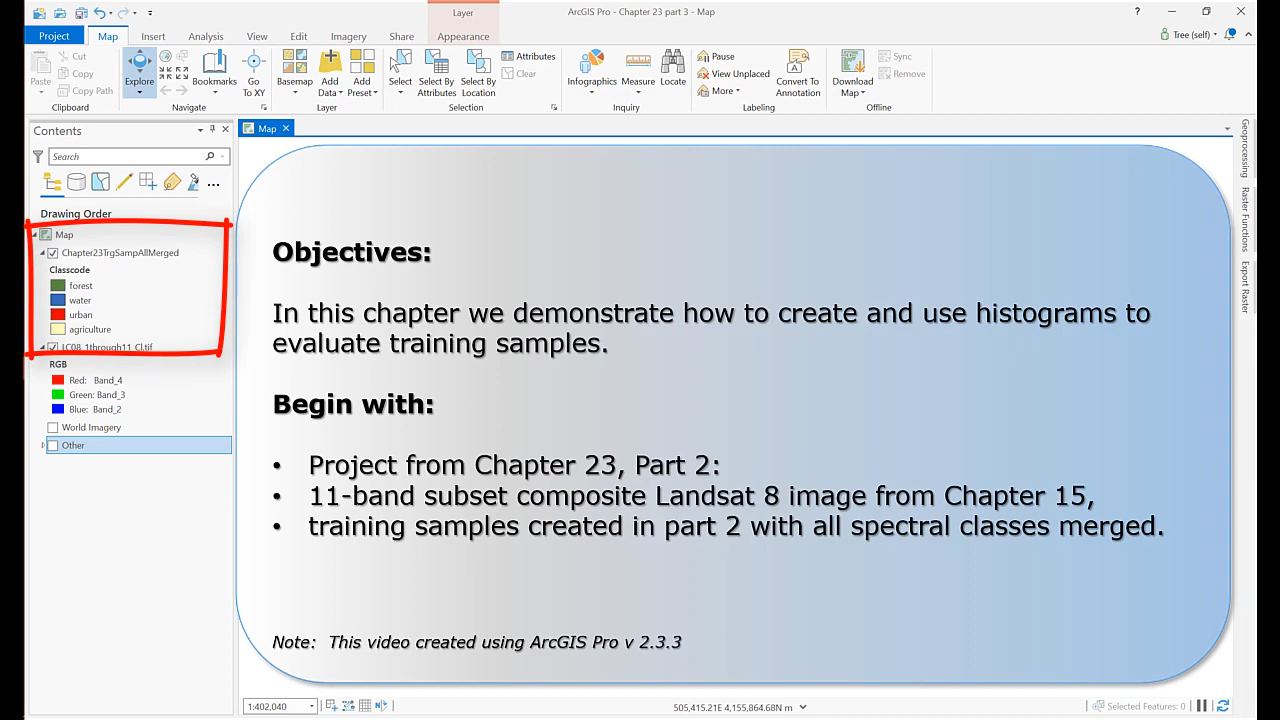 Layer
ArcGIS Pro - Chapter 23 part 3 - Map
?
Project
Map
Insert
Analysis
View
Edit
Imagery
Share
Appearance
Tree (self)
Paste
Cut
Copy
Copy Path
Clipboard
Explore
Bookmarks
Go
To XY
Navigate
Basemap
Add
Data
Add
Preset
Layer
Select
Select By
Attributes
Select By
Location
Attributes
Clear
Selection
Infographics
Measure
Locate
Inquiry
Pause
View Unplaced
More
Convert To
Annotation
Labeling
Download
Map
Sync
Remove
Offline
Contents
Search
Drawing Order
Map
Chapter23TrgSampAllMerged
Classcode
forest
water
urban
agriculture
LC08_1through11_Cl.tif
RGB
Red: Band_4
Green: Band_3
Blue: Band_2
World Imagery
Other
Map
Objectives:
In this chapter we demonstrate how to create and use histograms to
evaluate training samples.
Begin with:
• Project from Chapter 23, Part 2:
• 11-band subset composite Landsat 8 image from Chapter 15,
• training samples created in part 2 with all spectral classes merged.
Note: This video created using ArcGIS Pro v 2.3.3
Geoprocessing
Raster Functions
Export Raster
1:402,040
505,415.21E 4,155,864.68N m
Selected Features: 0